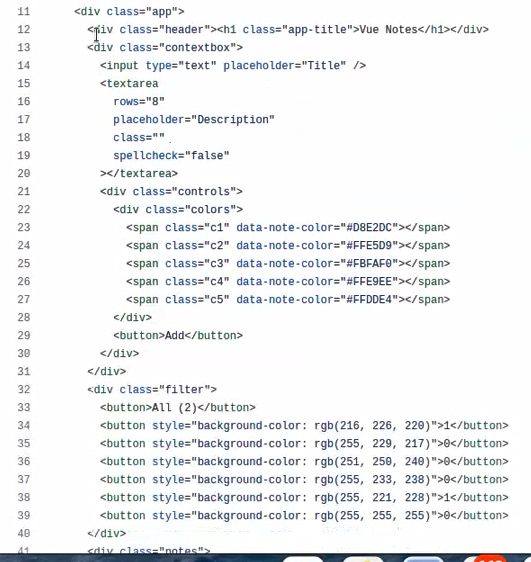 11 <div class="app">
12 <div class="header"><h1 class="app-title">Vue Notes</h1></div>
13 <div class="contextbox">
14 <input type="text" placeholder="Title" />
15 <textarea
16 rows="8"
17 placeholder="Description"
18 class=""
19 spellcheck="false"
20 ></textarea>
21 <div class="controls">
22 <div class="colors">
23 <span class="c1" data-note-color="#D8E2DC"></span>
24 <span class="c2" data-note-color="#FFE5D9"></span>
25 <span class="c3" data-note-color="#FBFAF0"></span>
26 <span class="c4" data-note-color="#FFE9EE"></span>
27 <span class="c5" data-note-color="#FFDDE4"></span>
28 </div>
29 <button>Add</button>
30 </div>
31 </div>
32 <div class="filter">
33 <button>All (2)</button>
34 <button style="background-color: rgb(216, 226, 220)">1</button>
35 <button style="background-color: rgb(255, 229, 217)">0</button>
36 <button style="background-color: rgb(251, 250, 240)">0</button>
37 <button style="background-color: rgb(255, 233, 238)">0</button>
38 <button style="background-color: rgb(255, 221, 228)">1</button>
39 <button style="background-color: rgb(255, 255, 255)">0</button>
40 </div>
41 <div class="notes">